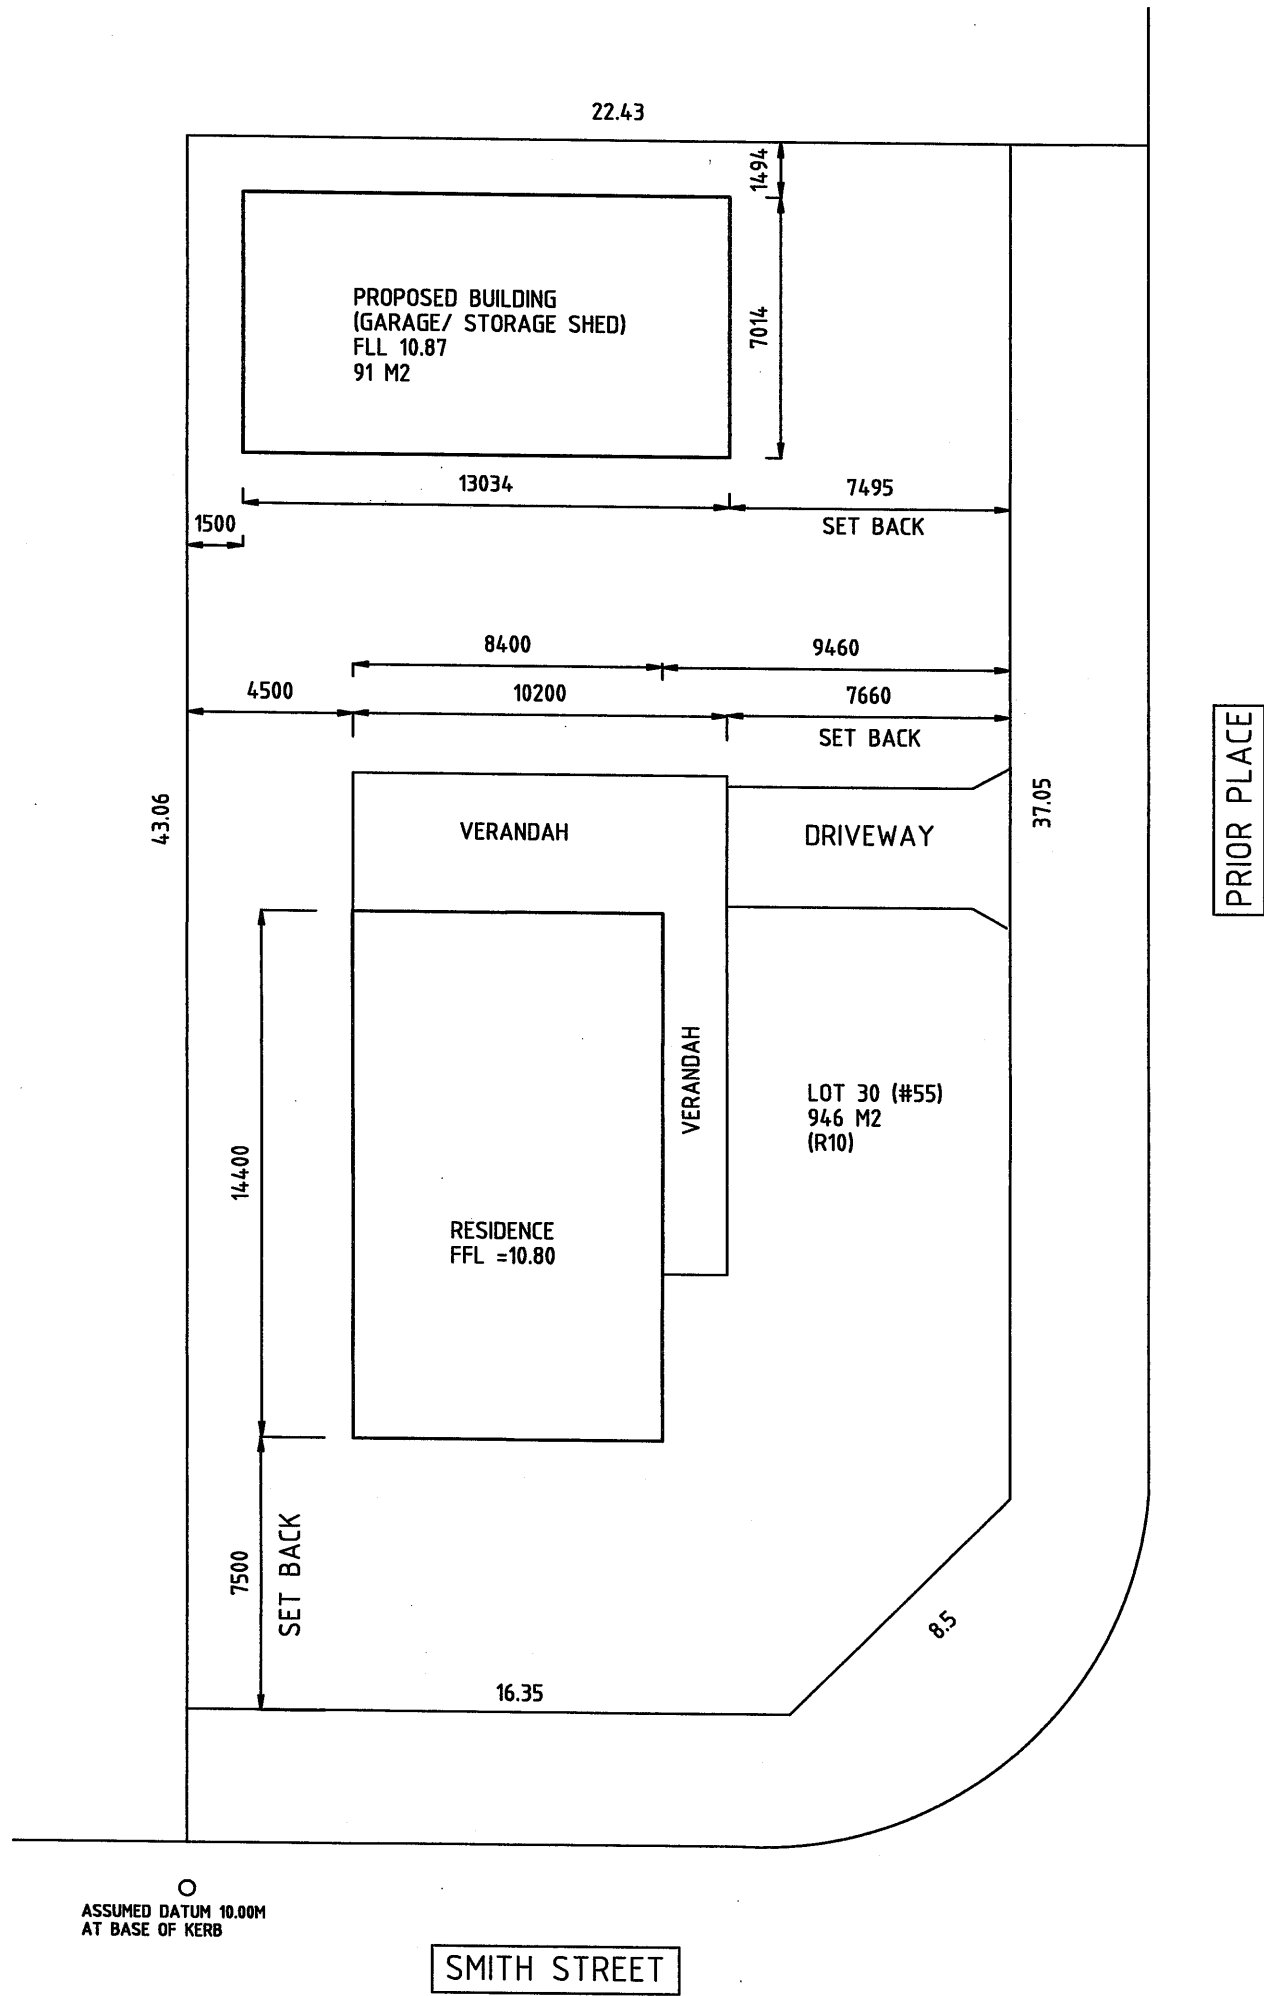 22.43
1494
PROPOSED BUILDING
(GARAGE/ STORAGE SHED)
FLL 10.87
91 M2
7014
13034
7495
SET BACK
1500
8400
9460
4500
10200
7660
SET BACK
43.06
VERANDAH
DRIVEWAY
37.05
PRIOR PLACE
VERANDAH
LOT 30 (#55)
946 M2
(R10)
14400
RESIDENCE
FFL =10.80
7500
SET BACK
8.5
16.35
ASSUMED DATUM 10.00M
AT BASE OF KERB
SMITH STREET